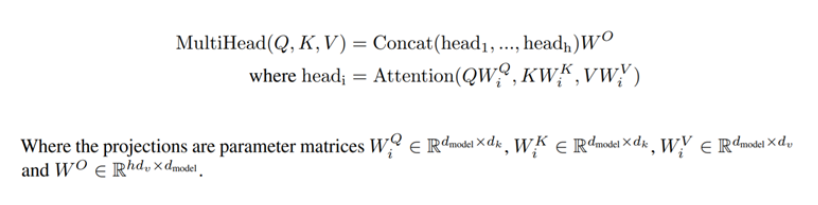 MultiHead(Q, K, V) = Concat(head₁, ..., headₕ)Wᴼ
where headᵢ = Attention(QWᵢ^Q, KWᵢ^K, VWᵢ^V)
Where the projections are parameter matrices Wᵢ^Q ∈ ℝ^{d_model×d_k}, Wᵢ^K ∈ ℝ^{d_model×d_k}, Wᵢ^V ∈ ℝ^{d_model×d_v}
and W^O ∈ ℝ^{hd_v×d_model}.